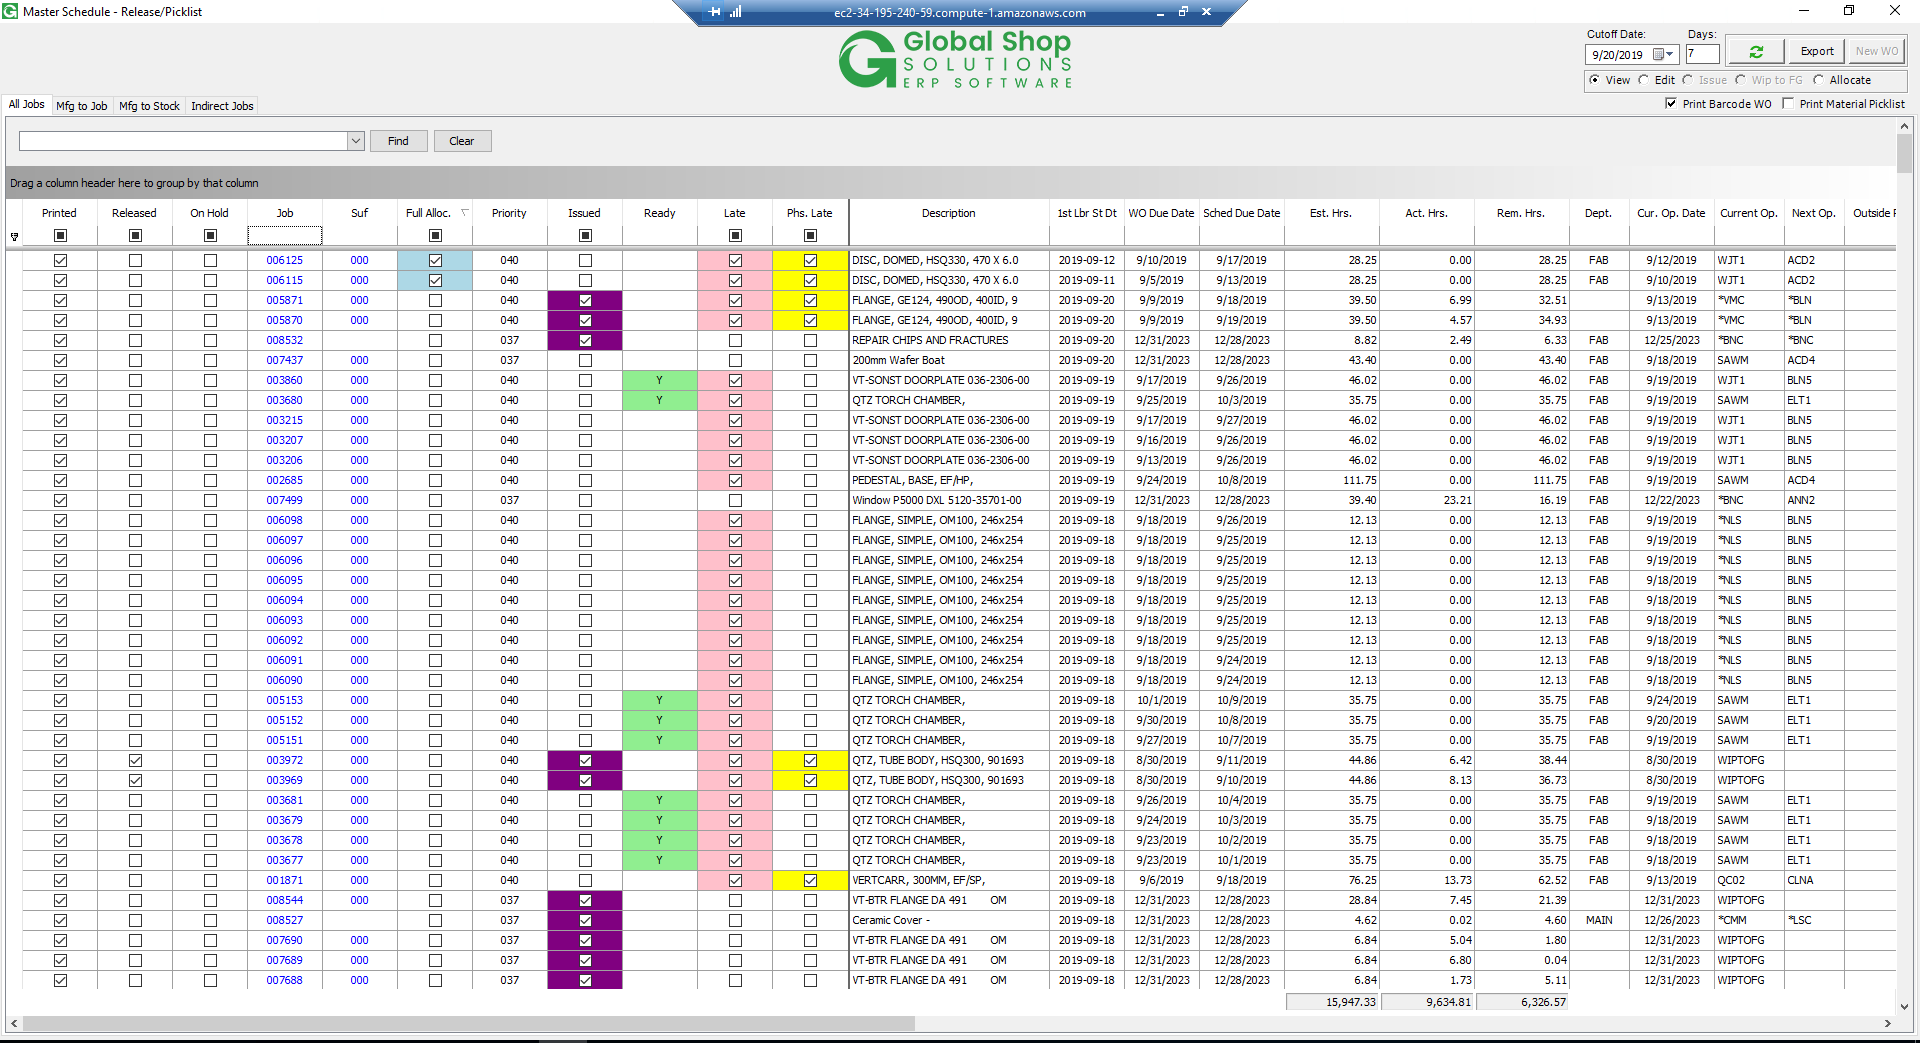 Master Schedule - Release/Picklist
ec2-34-195-240-59.compute-1.amazonaws.com
Global Shop
SOLUTIONS
ERP SOFTWARE
Cutoff Date: Days:
9/20/2019 7 Export New WO
View Edit Issue Wip to FG Allocate
Print Barcode WO Print Material Picklist
All Jobs Mfg to Job Mfg to Stock Indirect Jobs
Find Clear
Drag a column header here to group by that column
Printed Released On Hold Job Suf Full Alloc. Priority Issued Ready Late Phs. Late Description 1st Lbr St Dt WO Due Date Sched Due Date Est. Hrs. Act. Hrs. Rem. Hrs. Dept. Cur. Op. Date Current Op. Next Op. Outside
006125 000 040 DISC, DOMED, HSQ330, 470 X 6.0 2019-09-12 9/10/2019 9/17/2019 28.25 0.00 28.25 FAB 9/12/2019 WJT1 ACD2
006115 000 040 DISC, DOMED, HSQ330, 470 X 6.0 2019-09-11 9/5/2019 9/13/2019 28.25 0.00 28.25 FAB 9/10/2019 WJT1 ACD2
005871 000 040 FLANGE, GE124, 490OD, 400ID, 9 2019-09-20 9/9/2019 9/18/2019 39.50 6.99 32.51 9/13/2019 *VMC *BLN
005870 000 040 FLANGE, GE124, 490OD, 400ID, 9 2019-09-20 9/9/2019 9/19/2019 39.50 4.57 34.93 9/13/2019 *VMC *BLN
008532 037 REPAIR CHIPS AND FRACTURES 2019-09-20 12/31/2023 12/28/2023 8.82 2.49 6.33 FAB 12/25/2023 *BNC *BNC
007437 000 037 200mm Wafer Boat 2019-09-20 12/31/2023 12/28/2023 43.40 0.00 43.40 FAB 9/18/2019 SAWM ACD4
003860 000 040 Y VT-SONST DOORPLATE 036-2306-00 2019-09-19 9/17/2019 9/26/2019 46.02 0.00 46.02 FAB 9/19/2019 WJT1 BLN5
003680 000 040 Y QTZ TORCH CHAMBER, 2019-09-19 9/25/2019 10/3/2019 35.75 0.00 35.75 FAB 9/19/2019 SAWM ELT1
003215 000 040 VT-SONST DOORPLATE 036-2306-00 2019-09-19 9/17/2019 9/27/2019 46.02 0.00 46.02 FAB 9/19/2019 WJT1 BLN5
003207 000 040 VT-SONST DOORPLATE 036-2306-00 2019-09-19 9/16/2019 9/26/2019 46.02 0.00 46.02 FAB 9/19/2019 WJT1 BLN5
003206 000 040 VT-SONST DOORPLATE 036-2306-00 2019-09-19 9/13/2019 9/26/2019 46.02 0.00 46.02 FAB 9/19/2019 WJT1 BLN5
002685 000 040 PEDESTAL, BASE, EF/HP, 2019-09-19 9/24/2019 10/8/2019 111.75 0.00 111.75 FAB 9/19/2019 SAWM ACD4
007499 000 037 Window P5000 DXL 5120-35701-00 2019-09-19 12/31/2023 12/28/2023 39.40 23.21 16.19 FAB 12/22/2023 *BNC ANN2
006098 000 040 FLANGE, SIMPLE, OM100, 246x254 2019-09-18 9/18/2019 9/26/2019 12.13 0.00 12.13 FAB 9/19/2019 *NLS BLN5
006097 000 040 FLANGE, SIMPLE, OM100, 246x254 2019-09-18 9/18/2019 9/25/2019 12.13 0.00 12.13 FAB 9/19/2019 *NLS BLN5
006096 000 040 FLANGE, SIMPLE, OM100, 246x254 2019-09-18 9/18/2019 9/25/2019 12.13 0.00 12.13 FAB 9/19/2019 *NLS BLN5
006095 000 040 FLANGE, SIMPLE, OM100, 246x254 2019-09-18 9/18/2019 9/25/2019 12.13 0.00 12.13 FAB 9/18/2019 *NLS BLN5
006094 000 040 FLANGE, SIMPLE, OM100, 246x254 2019-09-18 9/18/2019 9/25/2019 12.13 0.00 12.13 FAB 9/18/2019 *NLS BLN5
006093 000 040 FLANGE, SIMPLE, OM100, 246x254 2019-09-18 9/18/2019 9/25/2019 12.13 0.00 12.13 FAB 9/18/2019 *NLS BLN5
006092 000 040 FLANGE, SIMPLE, OM100, 246x254 2019-09-18 9/18/2019 9/25/2019 12.13 0.00 12.13 FAB 9/18/2019 *NLS BLN5
006091 000 040 FLANGE, SIMPLE, OM100, 246x254 2019-09-18 9/18/2019 9/24/2019 12.13 0.00 12.13 FAB 9/18/2019 *NLS BLN5
006090 000 040 FLANGE, SIMPLE, OM100, 246x254 2019-09-18 9/18/2019 9/24/2019 12.13 0.00 12.13 FAB 9/18/2019 *NLS BLN5
005153 000 040 Y QTZ TORCH CHAMBER, 2019-09-18 10/1/2019 10/9/2019 35.75 0.00 35.75 FAB 9/24/2019 SAWM ELT1
005152 000 040 Y QTZ TORCH CHAMBER, 2019-09-18 9/30/2019 10/8/2019 35.75 0.00 35.75 FAB 9/20/2019 SAWM ELT1
005151 000 040 Y QTZ TORCH CHAMBER, 2019-09-18 9/27/2019 10/7/2019 35.75 0.00 35.75 FAB 9/19/2019 SAWM ELT1
003972 000 040 QTZ, TUBE BODY, HSQ300, 901693 2019-09-18 8/30/2019 9/11/2019 44.86 6.42 38.44 8/30/2019 WIPTOFG
003969 000 040 QTZ, TUBE BODY, HSQ300, 901693 2019-09-18 8/30/2019 9/10/2019 44.86 8.13 36.73 8/30/2019 WIPTOFG
003681 000 040 Y QTZ TORCH CHAMBER, 2019-09-18 9/26/2019 10/4/2019 35.75 0.00 35.75 FAB 9/19/2019 SAWM ELT1
003679 000 040 Y QTZ TORCH CHAMBER, 2019-09-18 9/24/2019 10/3/2019 35.75 0.00 35.75 FAB 9/18/2019 SAWM ELT1
003678 000 040 Y QTZ TORCH CHAMBER, 2019-09-18 9/23/2019 10/2/2019 35.75 0.00 35.75 FAB 9/18/2019 SAWM ELT1
003677 000 040 Y QTZ TORCH CHAMBER, 2019-09-18 9/23/2019 10/1/2019 35.75 0.00 35.75 FAB 9/18/2019 SAWM ELT1
001871 000 040 VERTCARR, 300MM, EF/SP, 2019-09-18 9/6/2019 9/18/2019 76.25 13.73 62.52 FAB 9/13/2019 QC02 CLNA
008544 000 037 VT-BTR FLANGE DA 491 OM 2019-09-18 12/31/2023 12/28/2023 28.84 7.45 21.39 12/31/2023 WIPTOFG
008527 037 Ceramic Cover - 2019-09-18 12/31/2023 12/28/2023 4.62 0.02 4.60 MAIN 12/26/2023 *CMM *LSC
007690 000 037 VT-BTR FLANGE DA 491 OM 2019-09-18 12/31/2023 12/28/2023 6.84 5.04 1.80 12/31/2023 WIPTOFG
007689 000 037 VT-BTR FLANGE DA 491 OM 2019-09-18 12/31/2023 12/28/2023 6.84 6.80 0.04 12/31/2023 WIPTOFG
007688 000 037 VT-BTR FLANGE DA 491 OM 2019-09-18 12/31/2023 12/28/2023 6.84 1.73 5.11 12/31/2023 WIPTOFG
15,947.33 9,634.81 6,326.57